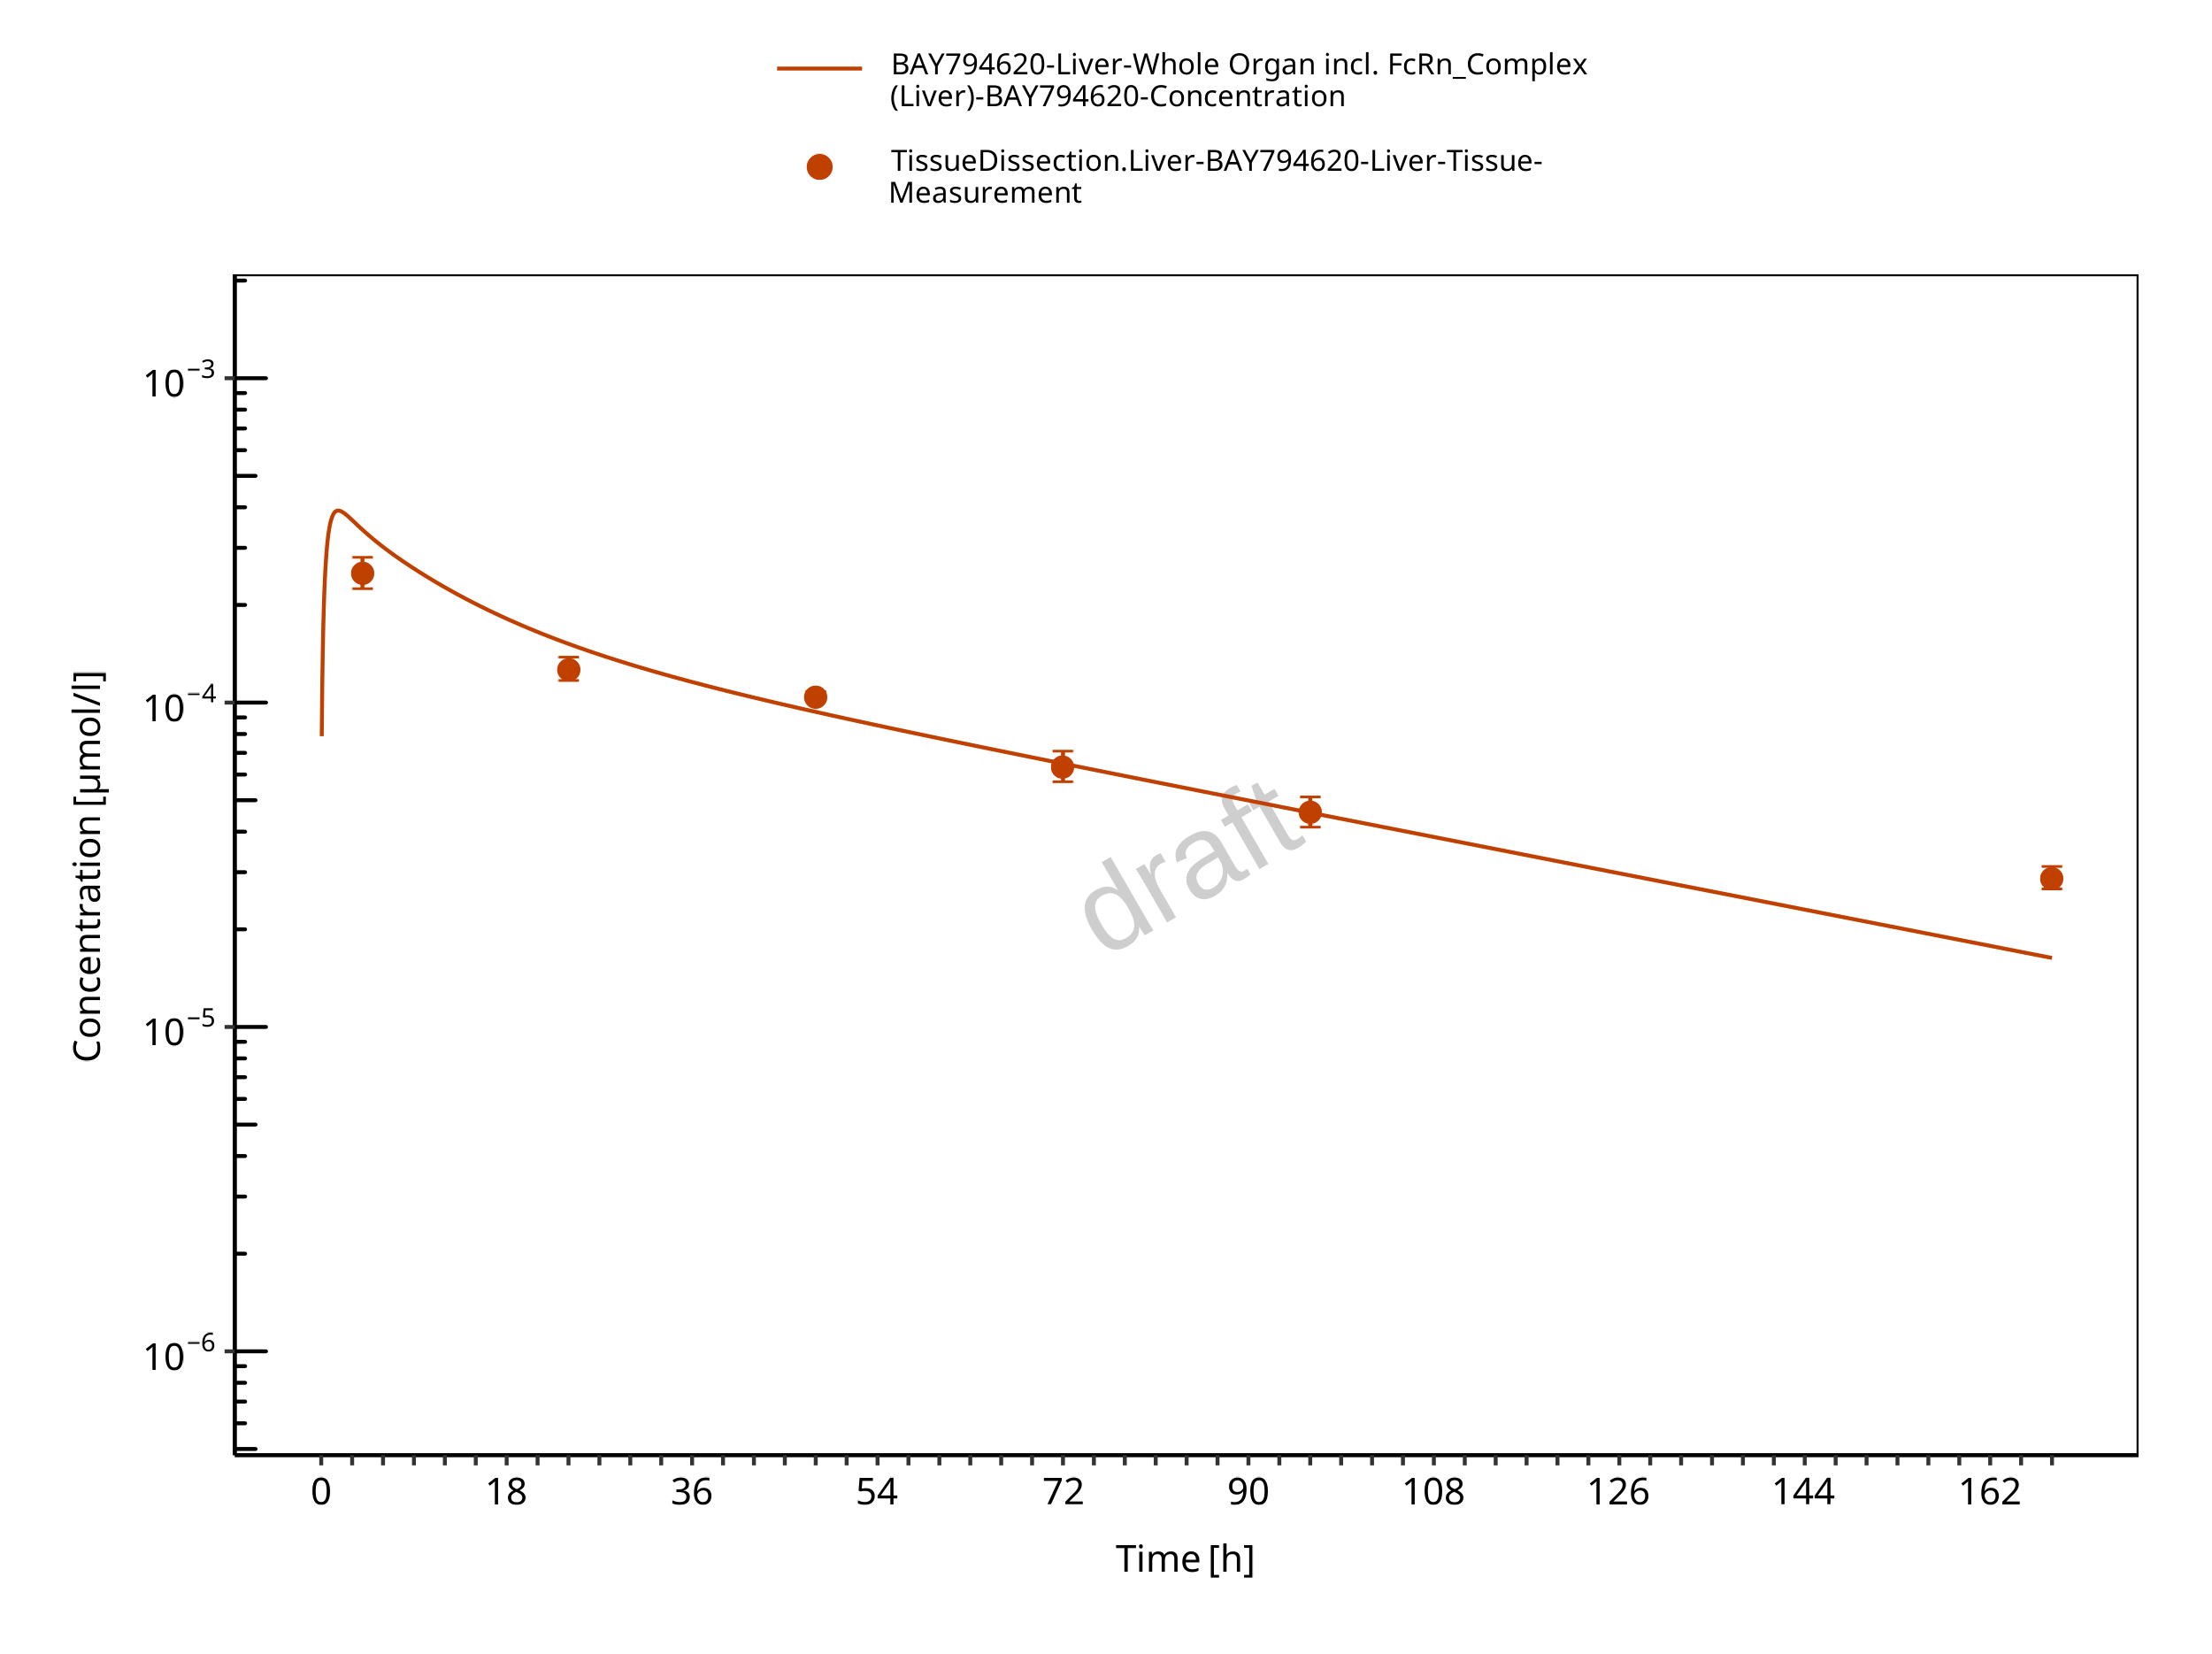 BAY794620-Liver-Whole Organ incl. FcRn_Complex
(Liver)-BAY794620-Concentration
TissueDissection.Liver-BAY794620-Liver-Tissue-
Measurement
Concentration [µmol/l]
10⁻³
10⁻⁴
10⁻⁵
10⁻⁶
draft
0 18 36 54 72 90 108 126 144 162
Time [h]